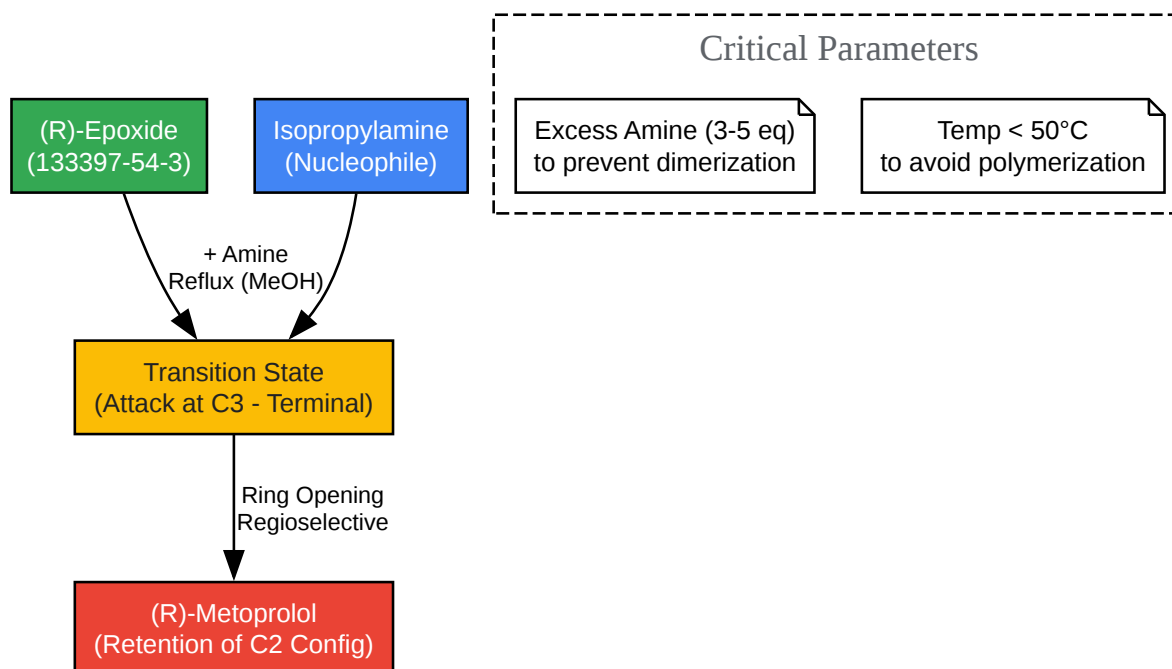 Critical Parameters
(R)-Epoxide
(133397-54-3)
Isopropylamine
(Nucleophile)
Excess Amine (3-5 eq)
to prevent dimerization
Temp < 50°C
to avoid polymerization
+ Amine
Reflux (MeOH)
Transition State
(Attack at C3 - Terminal)
Ring Opening
Regioselective
(R)-Metoprolol
(Retention of C2 Config)